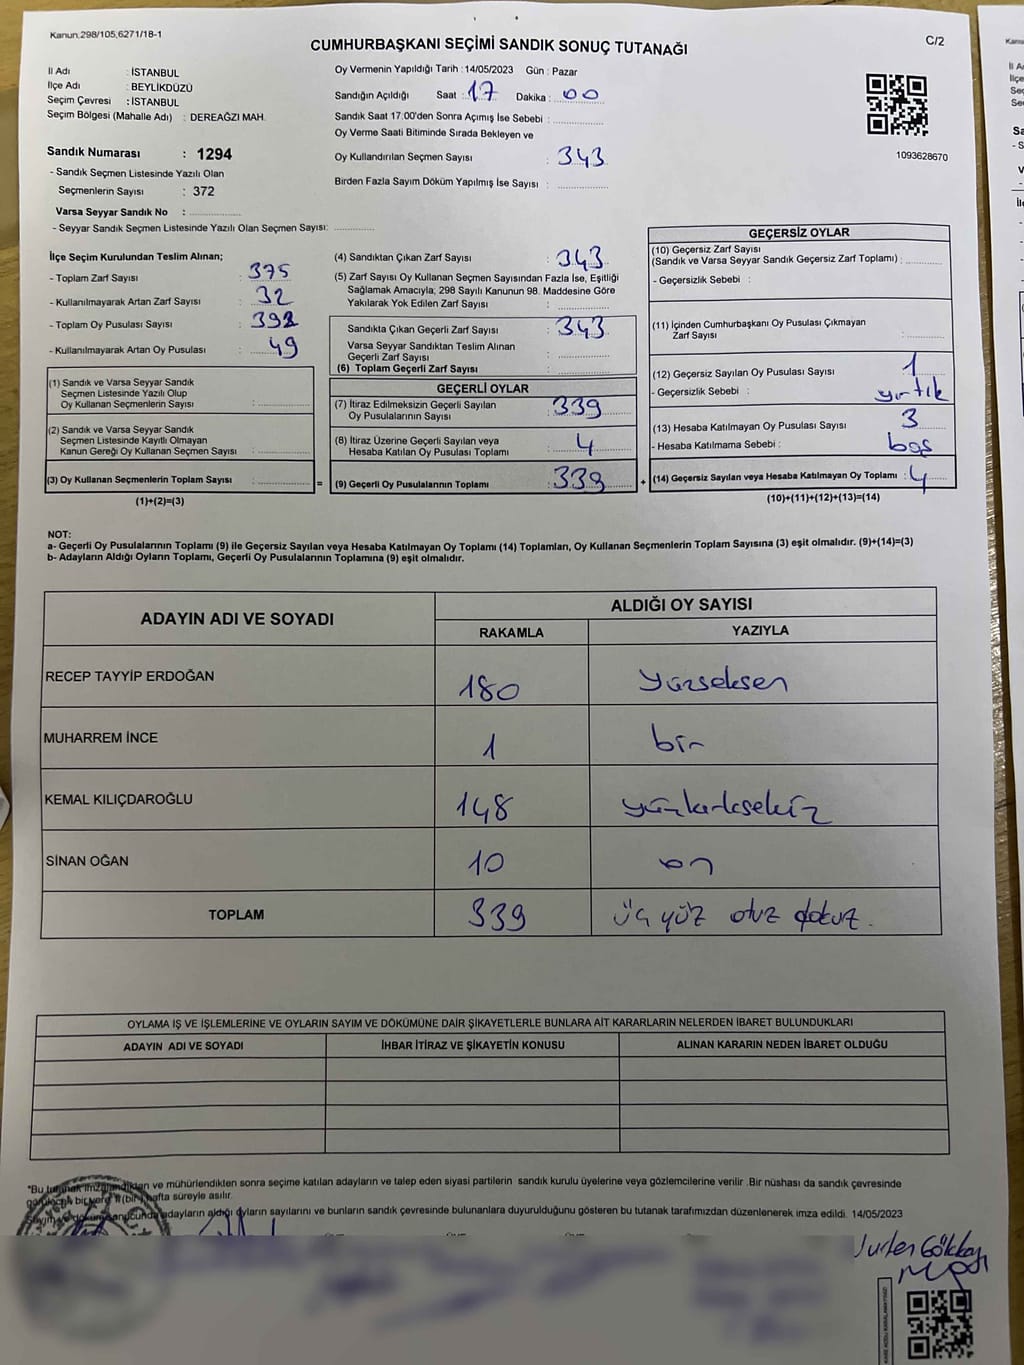 Kanun,298/105,6271/18-1
C/2
CUMHURBAŞKANI SEÇİMİ SANDIK SONUÇ TUTANAĞI
İl Adı : İSTANBUL
İlçe Adı : BEYLİKDÜZÜ
Seçim Çevresi : İSTANBUL
Seçim Bölgesi (Mahalle Adı) : DEREAĞZI MAH.
Sandık Numarası : 1294
- Sandık Seçmen Listesinde Yazılı Olan
Seçmenlerin Sayısı : 372
Varsa Seyyar Sandık No :
- Seyyar Sandık Seçmen Listesinde Yazılı Olan Seçmen Sayısı:
Oy Vermenin Yapıldığı Tarih : 14/05/2023 Gün : Pazar
Sandığın Açıldığı Saat : 17 Dakika : 00
Sandık Saat 17:00'den Sonra Açımış İse Sebebi :
Oy Verme Saati Bitiminde Sırada Bekleyen ve
Oy Kullandırılan Seçmen Sayısı : 343
Birden Fazla Sayım Döküm Yapılmış İse Sayısı :
1093628670
İlçe Seçim Kurulundan Teslim Alınan;
- Toplam Zarf Sayısı : 375
- Kullanılmayarak Artan Zarf Sayısı : 32
- Toplam Oy Pusulası Sayısı : 392
- Kullanılmayarak Artan Oy Pusulası : 49
(1) Sandık ve Varsa Seyyar Sandık
Seçmen Listesinde Yazılı Olup
Oy Kullanan Seçmenlerin Sayısı :
(2) Sandık ve Varsa Seyyar Sandık
Seçmen Listesinde Kayıtlı Olmayan
Kanun Gereği Oy Kullanan Seçmen Sayısı :
(3) Oy Kullanan Seçmenlerin Toplam Sayısı :
(1)+(2)=(3)
=
(4) Sandıktan Çıkan Zarf Sayısı : 343
(5) Zarf Sayısı Oy Kullanan Seçmen Sayısından Fazla İse, Eşitliği
Sağlamak Amacıyla; 298 Sayılı Kanunun 98. Maddesine Göre
Yakılarak Yok Edilen Zarf Sayısı :
Sandıkta Çıkan Geçerli Zarf Sayısı : 343
Varsa Seyyar Sandıktan Teslim Alınan
Geçerli Zarf Sayısı :
(6) Toplam Geçerli Zarf Sayısı :
GEÇERLİ OYLAR
(7) İtiraz Edilmeksizin Geçerli Sayılan
Oy Pusulalarının Sayısı : 339
(8) İtiraz Üzerine Geçerli Sayılan veya
Hesaba Katılan Oy Pusulası Toplamı : 4
(9) Geçerli Oy Pusulalarının Toplamı : 339
+
GEÇERSİZ OYLAR
(10) Geçersiz Zarf Sayısı
(Sandık ve Varsa Seyyar Sandık Geçersiz Zarf Toplamı) :
- Geçersizlik Sebebi :
(11) İçinden Cumhurbaşkanı Oy Pusulası Çıkmayan
Zarf Sayısı :
(12) Geçersiz Sayılan Oy Pusulası Sayısı : 1
- Geçersizlik Sebebi : yırtık
(13) Hesaba Katılmayan Oy Pusulası Sayısı : 3
- Hesaba Katılmama Sebebi : boş
(14) Geçersiz Sayılan veya Hesaba Katılmayan Oy Toplamı : 4
(10)+(11)+(12)+(13)=(14)
NOT:
a- Geçerli Oy Pusulalarının Toplamı (9) ile Geçersiz Sayılan veya Hesaba Katılmayan Oy Toplamı (14) Toplamları, Oy Kullanan Seçmenlerin Toplam Sayısına (3) eşit olmalıdır. (9)+(14)=(3)
b- Adayların Aldığı Oyların Toplamı, Geçerli Oy Pusulalarının Toplamına (9) eşit olmalıdır.
ADAYIN ADI VE SOYADI ALDIĞI OY SAYISI
RAKAMLA YAZIYLA
RECEP TAYYİP ERDOĞAN 180 yüzseksen
MUHARREM İNCE 1 bir
KEMAL KILIÇDAROĞLU 148 yüzkırksekiz
SİNAN OĞAN 10 on
TOPLAM 339 üç yüz otuz dokuz.
OYLAMA İŞ VE İŞLEMLERİNE VE OYLARIN SAYIM VE DÖKÜMÜNE DAİR ŞİKAYETLERLE BUNLARA AİT KARARLARIN NELERDEN İBARET BULUNDUKLARI
ADAYIN ADI VE SOYADI İHBAR İTİRAZ VE ŞİKAYETİN KONUSU ALINAN KARARIN NEDEN İBARET OLDUĞU
"Bu tutanak imzalandıktan ve mühürlendikten sonra seçime katılan adayların ve talep eden siyasi partilerin sandık kurulu üyelerine veya gözlemcilerine verilir .Bir nüshası da sandık çevresinde
görülecek bir yere 1 (bir) hafta süreyle asılır.
Sayım ve döküm sonucunda adayların aldığı oyların sayılarını ve bunların sandık çevresinde bulunanlara duyurulduğunu gösteren bu tutanak tarafımızdan düzenlenerek imza edildi. 14/05/2023